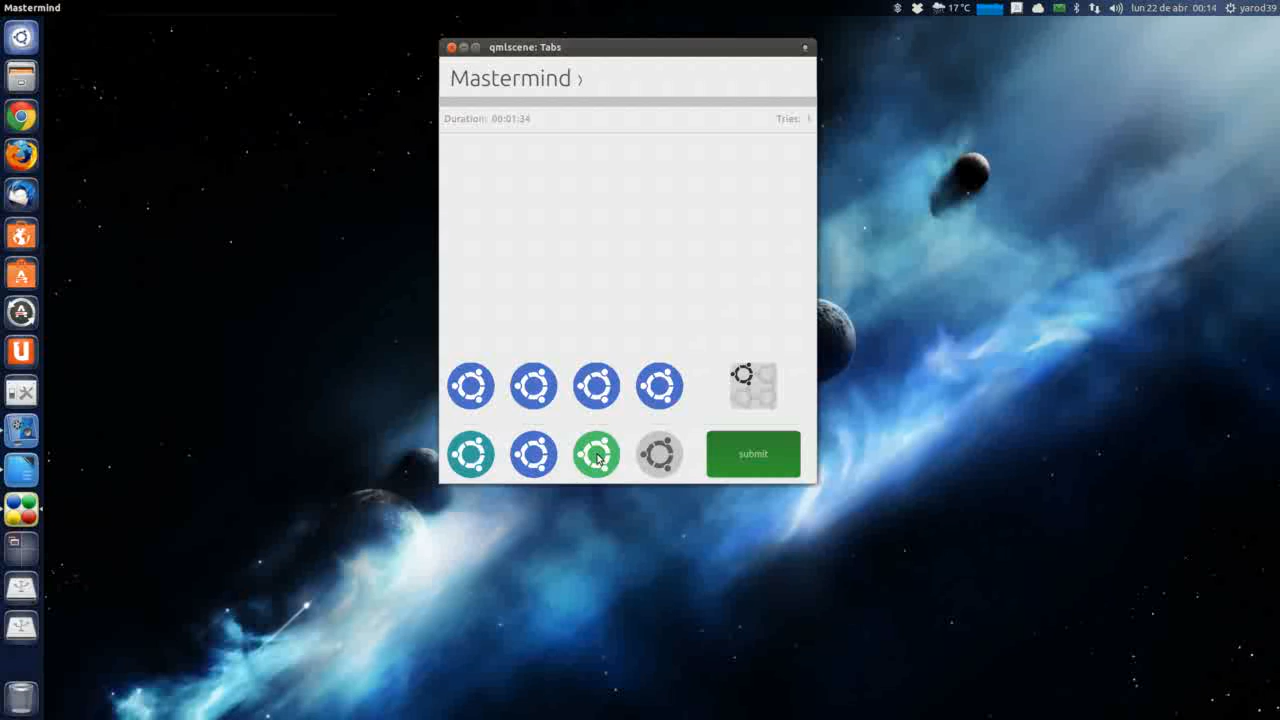 Mastermind
17 °C
lun 22 de abr 00:14
yarod39
qmlscene: Tabs
Mastermind ›
Duration: 00:01:34
Tries: 1
submit